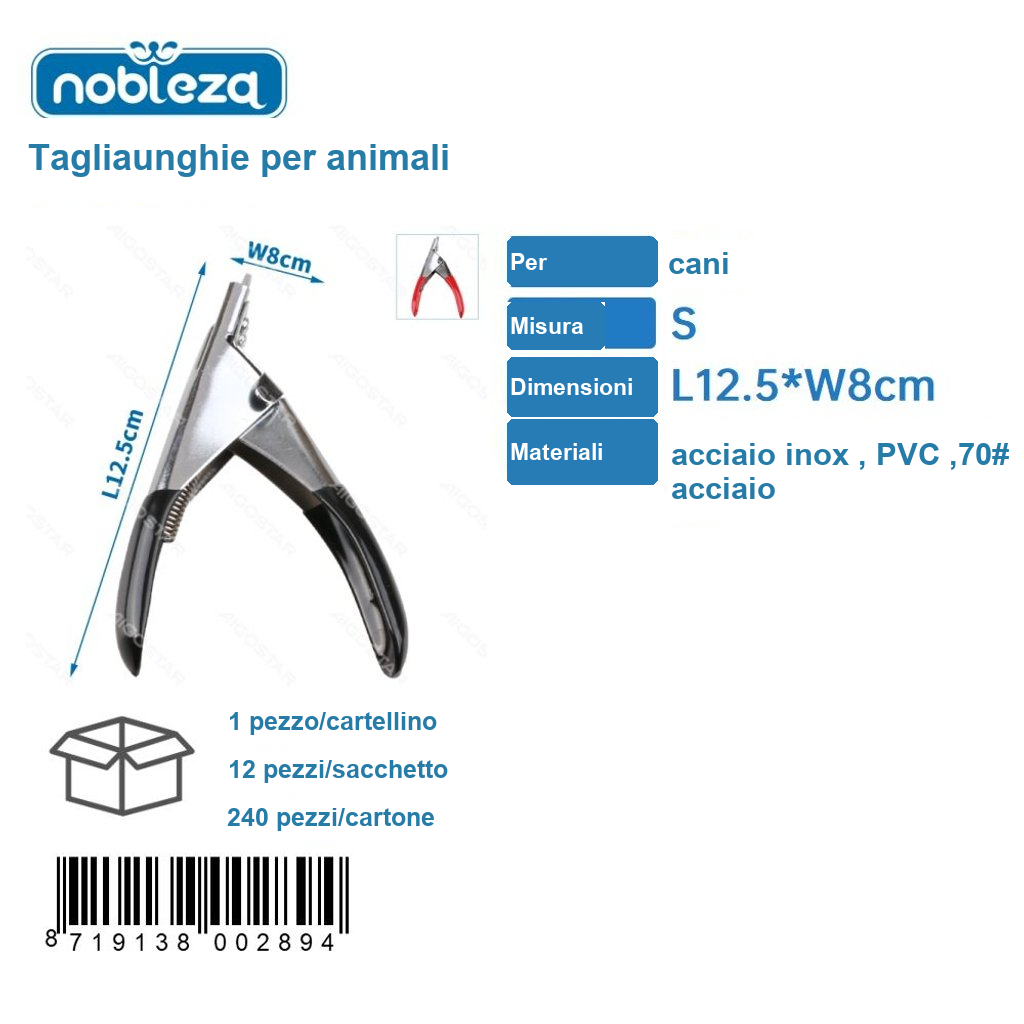 nobleza
Tagliaunghie per animali
W8cm
L12.5cm
Per
cani
Misura
S
Dimensioni
L12.5*W8cm
Materiali
acciaio inox , PVC ,70#
acciaio
AIGOSTAR
1 pezzo/cartellino
12 pezzi/sacchetto
240 pezzi/cartone
8 719138 002894